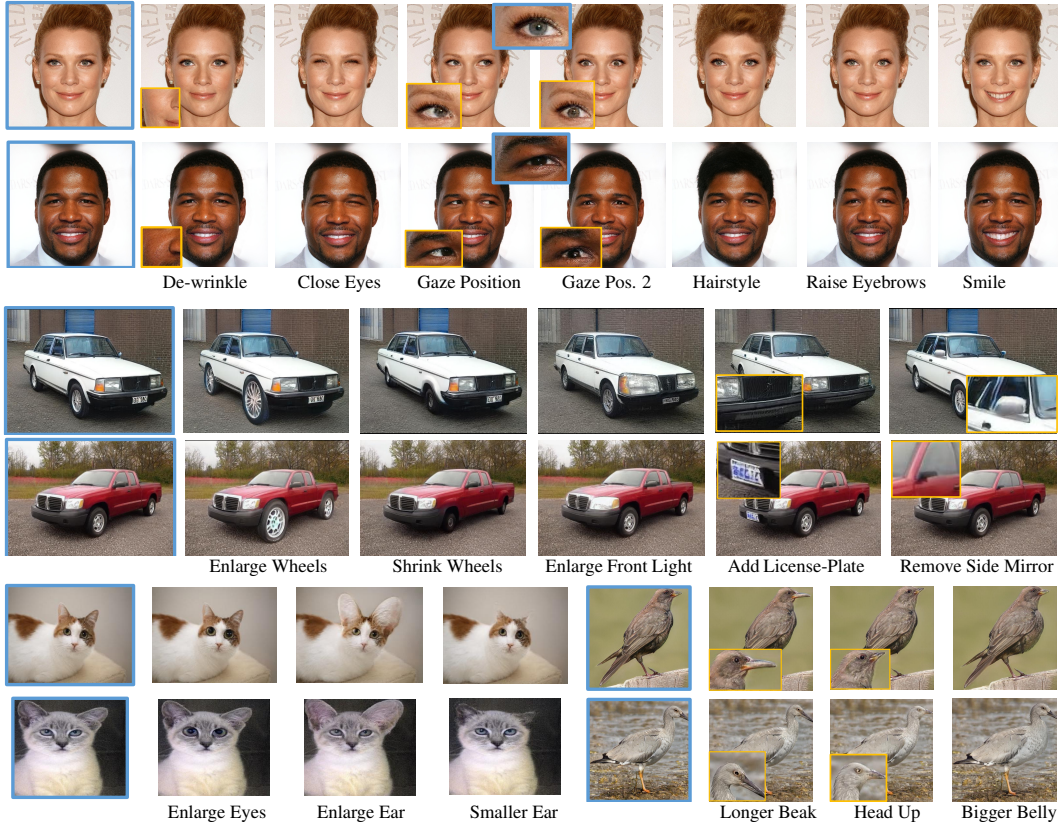 De-wrinkle Close Eyes Gaze Position Gaze Pos. 2 Hairstyle Raise Eyebrows Smile
Enlarge Wheels Shrink Wheels Enlarge Front Light Add License-Plate Remove Side Mirror
Enlarge Eyes Enlarge Ear Smaller Ear Longer Beak Head Up Bigger Belly